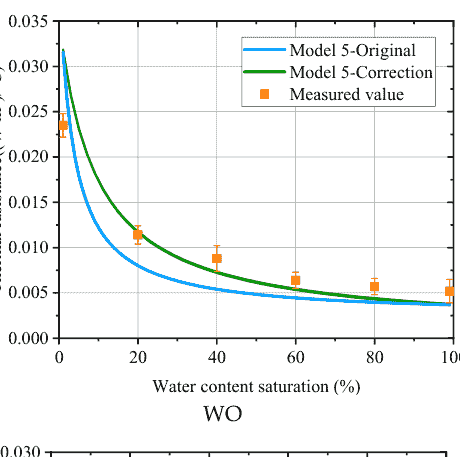 0.035
0.030
0.025
0.020
0.015
0.010
0.005
0.000
Model 5-Original
Model 5-Correction
Measured value
0 20 40 60 80 100
Water content saturation (%)
WO
0.030